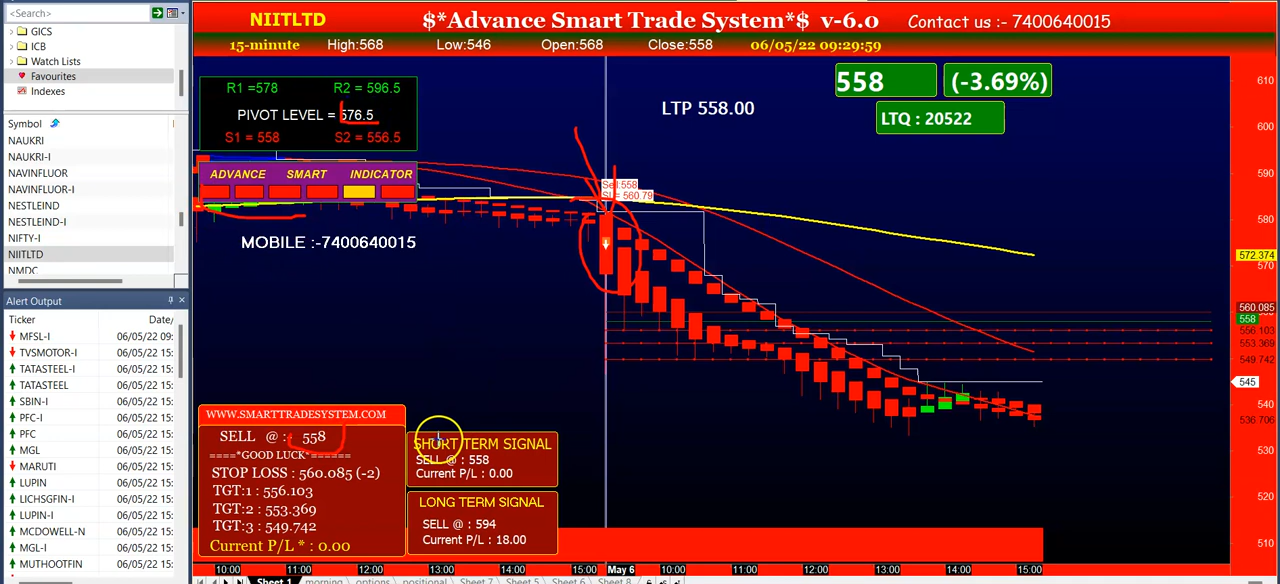 <Search>
GICS
ICB
Watch Lists
Favourites
Indexes
Symbol
NAUKRI
NAUKRI-I
NAVINFLUOR
NAVINFLUOR-I
NESTLEIND
NESTLEIND-I
NIFTY-I
NIITLTD
NIITLTD-I
NMDC
Alert Output
Ticker Date/
MFSL-I 06/05/22 09:
TVSMOTOR-I 06/05/22 15:
TATASTEEL-I 06/05/22 15:
TATASTEEL 06/05/22 15:
SBIN-I 06/05/22 15:
PFC-I 06/05/22 15:
PFC 06/05/22 15:
MGL 06/05/22 15:
MARUTI 06/05/22 15:
LUPIN 06/05/22 15:
LICHSGFIN-I 06/05/22 15:
LUPIN-I 06/05/22 15:
MCDOWELL-N 06/05/22 15:
MGL-I 06/05/22 15:
MUTHOOTFIN 06/05/22 15:
NIITLTD $*Advance Smart Trade System*$ v-6.0 Contact us :- 7400640015
15-minute High:568 Low:546 Open:568 Close:558 06/05/22 09:29:59
R1 =578 R2 = 596.5
PIVOT LEVEL = 576.5
S1 = 558 S2 = 556.5
ADVANCE SMART INDICATOR
MOBILE :-7400640015
LTP 558.00
558 (-3.69%)
LTQ : 20522
Sell:558
SL = 560.79
610
600
590
580
572.374
570
560.085
558
556.103
553.369
549.742
545
540
536.706
530
520
510
WWW.SMARTTRADESYSTEM.COM
SELL @ : 558
====*GOOD LUCK*======
STOP LOSS : 560.085 (-2)
TGT:1 : 556.103
TGT:2 : 553.369
TGT:3 : 549.742
Current P/L * : 0.00
SHORT TERM SIGNAL
SELL @ : 558
Current P/L : 0.00
LONG TERM SIGNAL
SELL @ : 594
Current P/L : 18.00
10:00 11:00 12:00 13:00 14:00 15:00 May 6 10:00 11:00 12:00 13:00 14:00 15:00
Sheet 1 morning options positional Sheet 7 Sheet 5 Sheet 6 Sheet 8